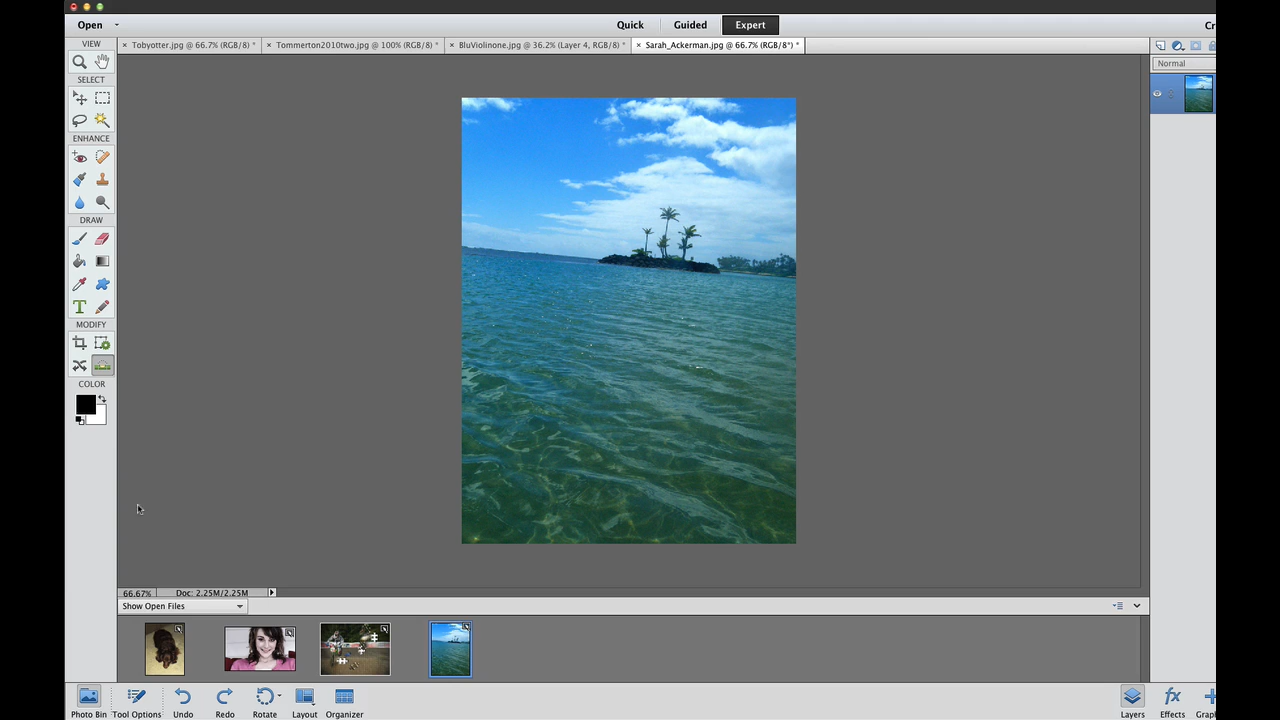 Open
Quick
Guided
Expert
Cr
VIEW
× Tobyotter.jpg @ 66.7% (RGB/8) *
× Tommerton2010two.jpg @ 100% (RGB/8) *
× BluViolinone.jpg @ 36.2% (Layer 4, RGB/8) *
× Sarah_Ackerman.jpg @ 66.7% (RGB/8*) *
Normal
SELECT
ENHANCE
DRAW
T
MODIFY
COLOR
66.67%
Doc: 2.25M/2.25M
Show Open Files
Photo Bin
Tool Options
Undo
Redo
Rotate
Layout
Organizer
Layers
fx
Effects
Graph